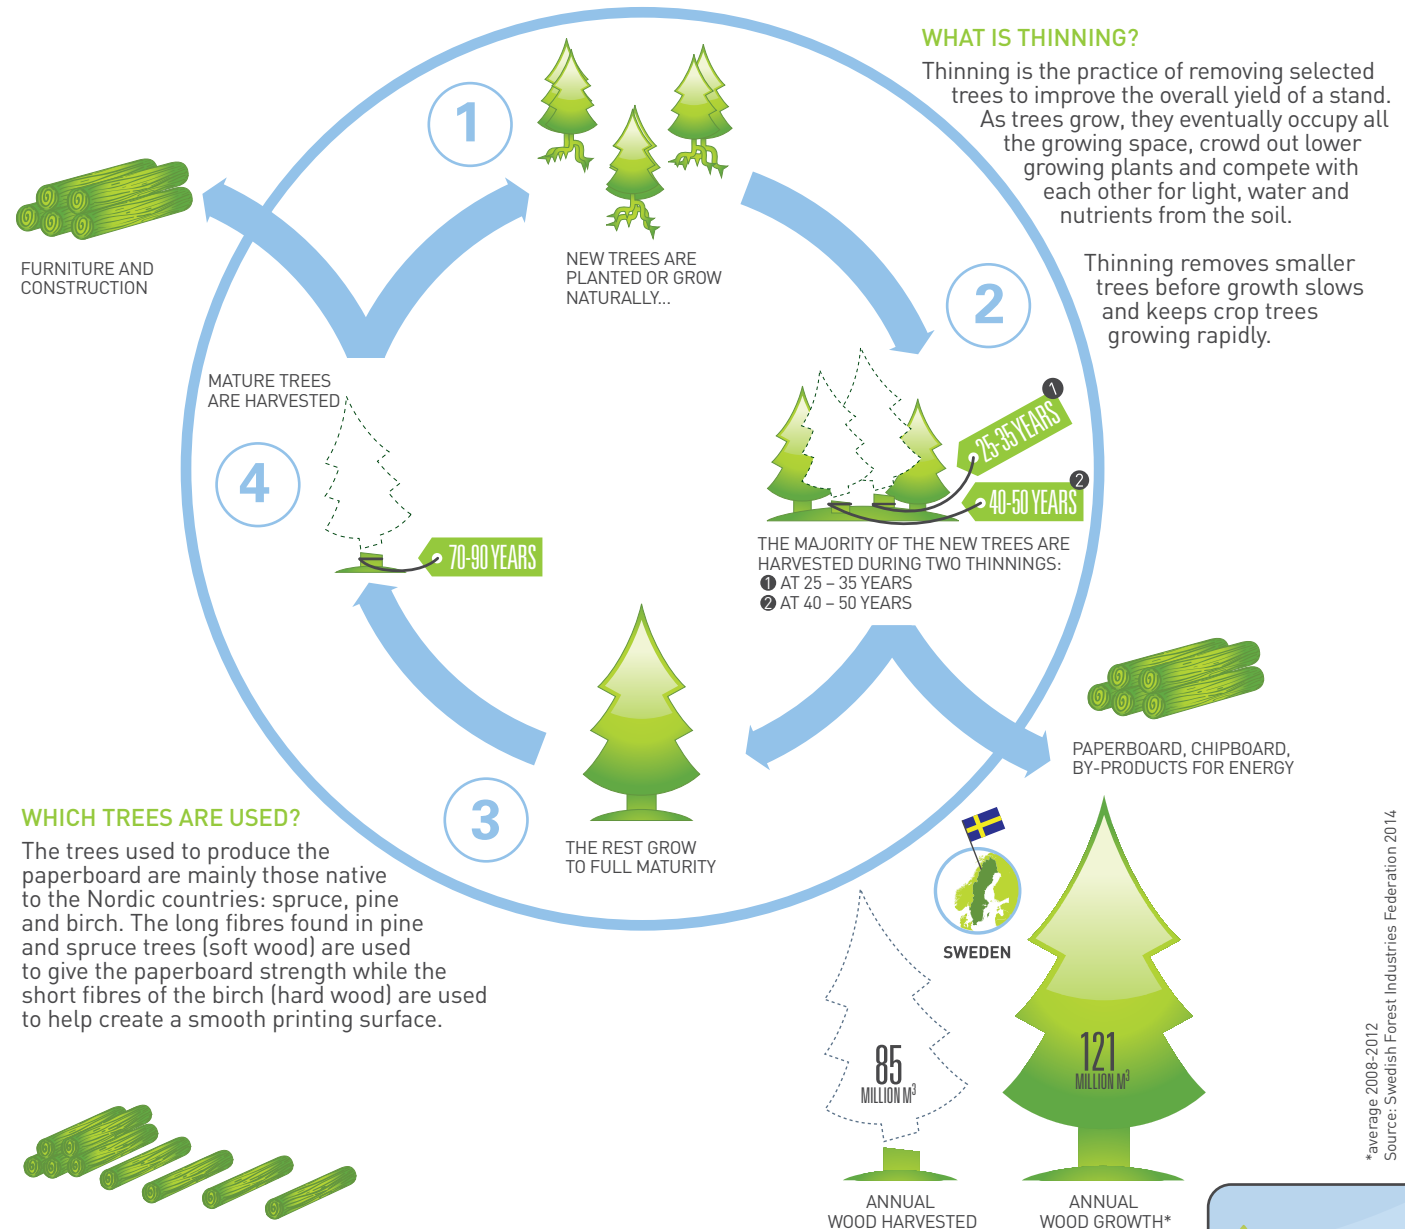 WHAT IS THINNING?
Thinning is the practice of removing selected
trees to improve the overall yield of a stand.
As trees grow, they eventually occupy all
the growing space, crowd out lower
growing plants and compete with
each other for light, water and
nutrients from the soil.
Thinning removes smaller
trees before growth slows
and keeps crop trees
growing rapidly.
1
NEW TREES ARE
PLANTED OR GROW
NATURALLY...
FURNITURE AND
CONSTRUCTION
2
1
25-35 YEARS
2
40-50 YEARS
THE MAJORITY OF THE NEW TREES ARE
HARVESTED DURING TWO THINNINGS:
1 AT 25 – 35 YEARS
2 AT 40 – 50 YEARS
MATURE TREES
ARE HARVESTED
4
70-90 YEARS
PAPERBOARD, CHIPBOARD,
BY-PRODUCTS FOR ENERGY
3
THE REST GROW
TO FULL MATURITY
WHICH TREES ARE USED?
The trees used to produce the
paperboard are mainly those native
to the Nordic countries: spruce, pine
and birch. The long fibres found in pine
and spruce trees (soft wood) are used
to give the paperboard strength while the
short fibres of the birch (hard wood) are used
to help create a smooth printing surface.
SWEDEN
85
MILLION M³
ANNUAL
WOOD HARVESTED
121
MILLION M³
ANNUAL
WOOD GROWTH*
*average 2008-2012
Source: Swedish Forest Industries Federation 2014